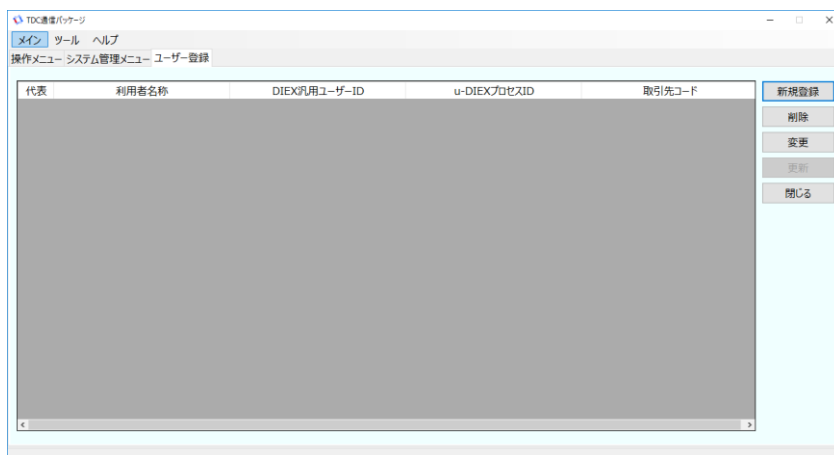 TDC通信パッケージ
メイン ツール ヘルプ
操作メニュー システム管理メニュー ユーザー登録
代表 利用者名称 DIEX汎用ユーザーID u-DIEXプロセスID 取引先コード
新規登録
削除
変更
更新
閉じる